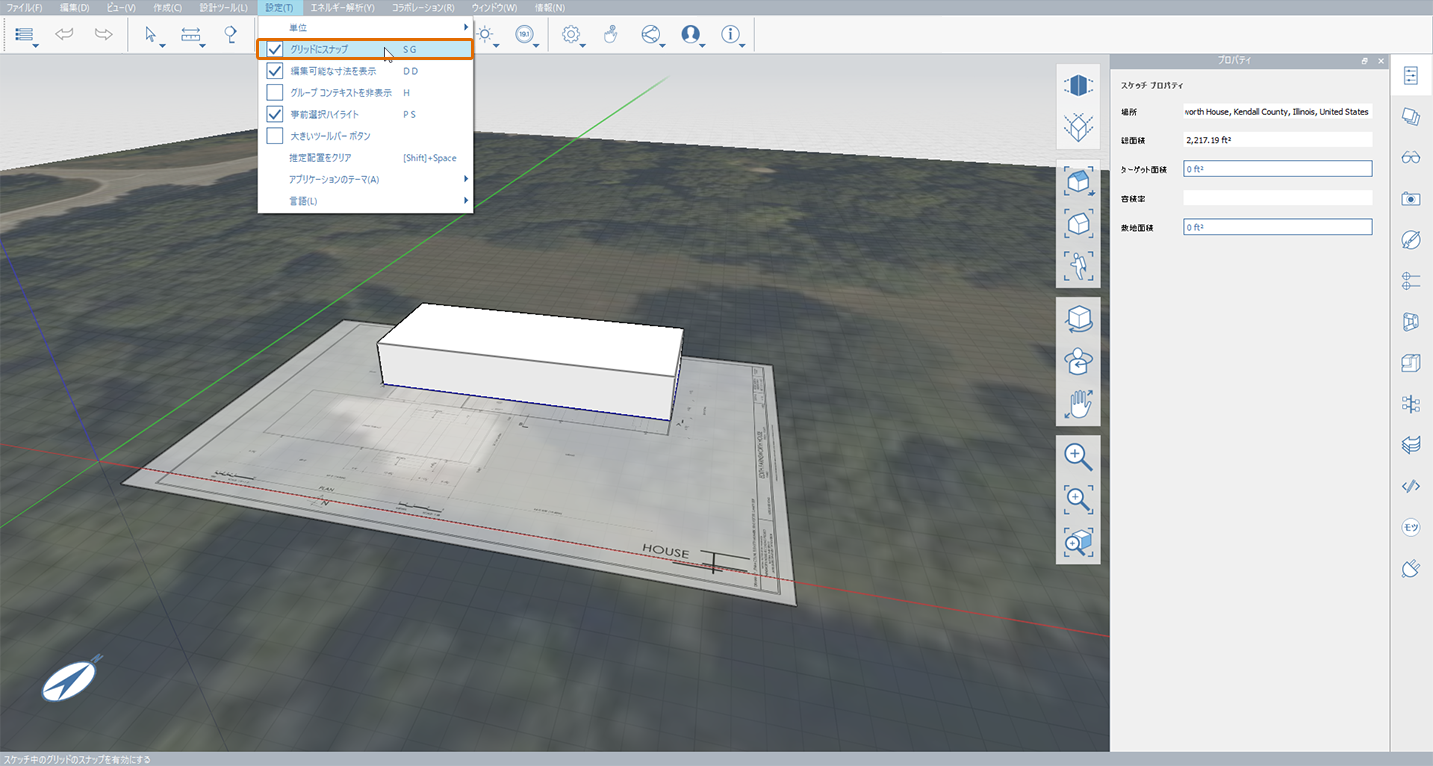 ファイル(F) 編集(D) ビュー(V) 作成(C) 設計ツール(L) 設定(T) エネルギー解析(Y) コラボレーション(R) ウィンドウ(W) 情報(N)
19.1
単位
グリッドにスナップ S G
編集可能な寸法を表示 D D
グループ コンテキストを非表示 H
事前選択ハイライト P S
大きいツールバー ボタン
推定配置をクリア [Shift]+Space
アプリケーションのテーマ(A)
言語(L)
プロパティ
スケッチ プロパティ
場所 worth House, Kendall County, Illinois, United States
総面積 2,217.19 ft²
ターゲット面積 0 ft²
容積率
敷地面積 0 ft²
モヅ
PLAN
N
HOUSE
スケッチ中のグリッドのスナップを有効にする